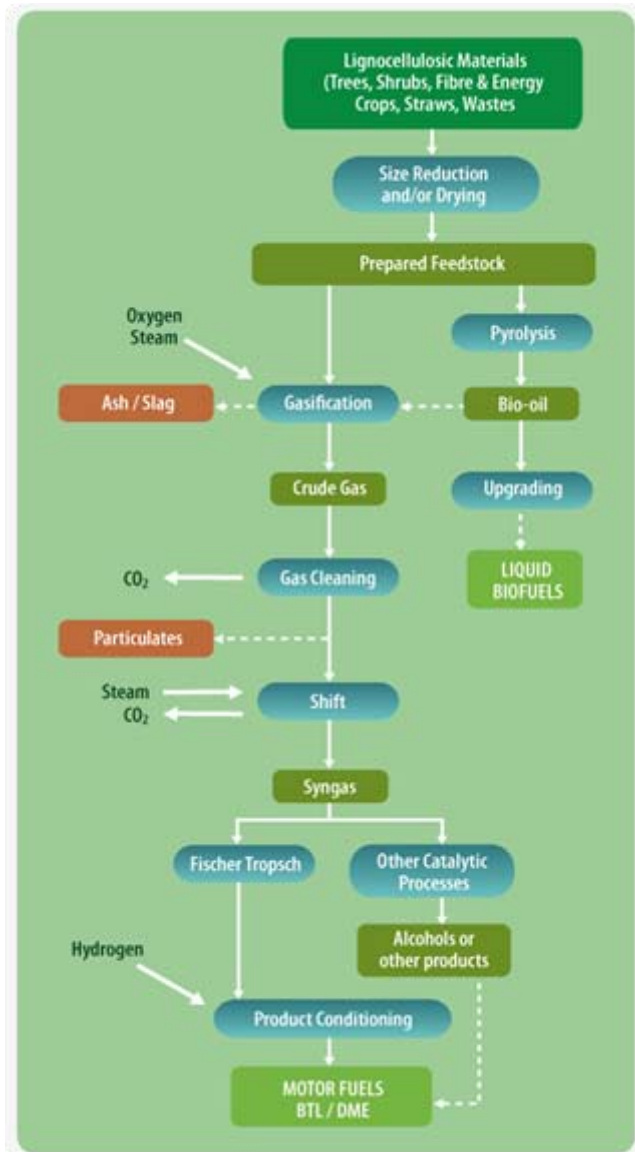 Lignocellulosic Materials
(Trees, Shrubs, Fibre & Energy
Crops, Straws, Wastes
Size Reduction
and/or Drying
Prepared Feedstock
Oxygen
Steam
Pyrolysis
Ash / Slag
Gasification
Bio-oil
Crude Gas
Upgrading
CO₂
Gas Cleaning
LIQUID
BIOFUELS
Particulates
Steam
CO₂
Shift
Syngas
Fischer Tropsch
Other Catalytic
Processes
Alcohols or
other products
Hydrogen
Product Conditioning
MOTOR FUELS
BTL / DME